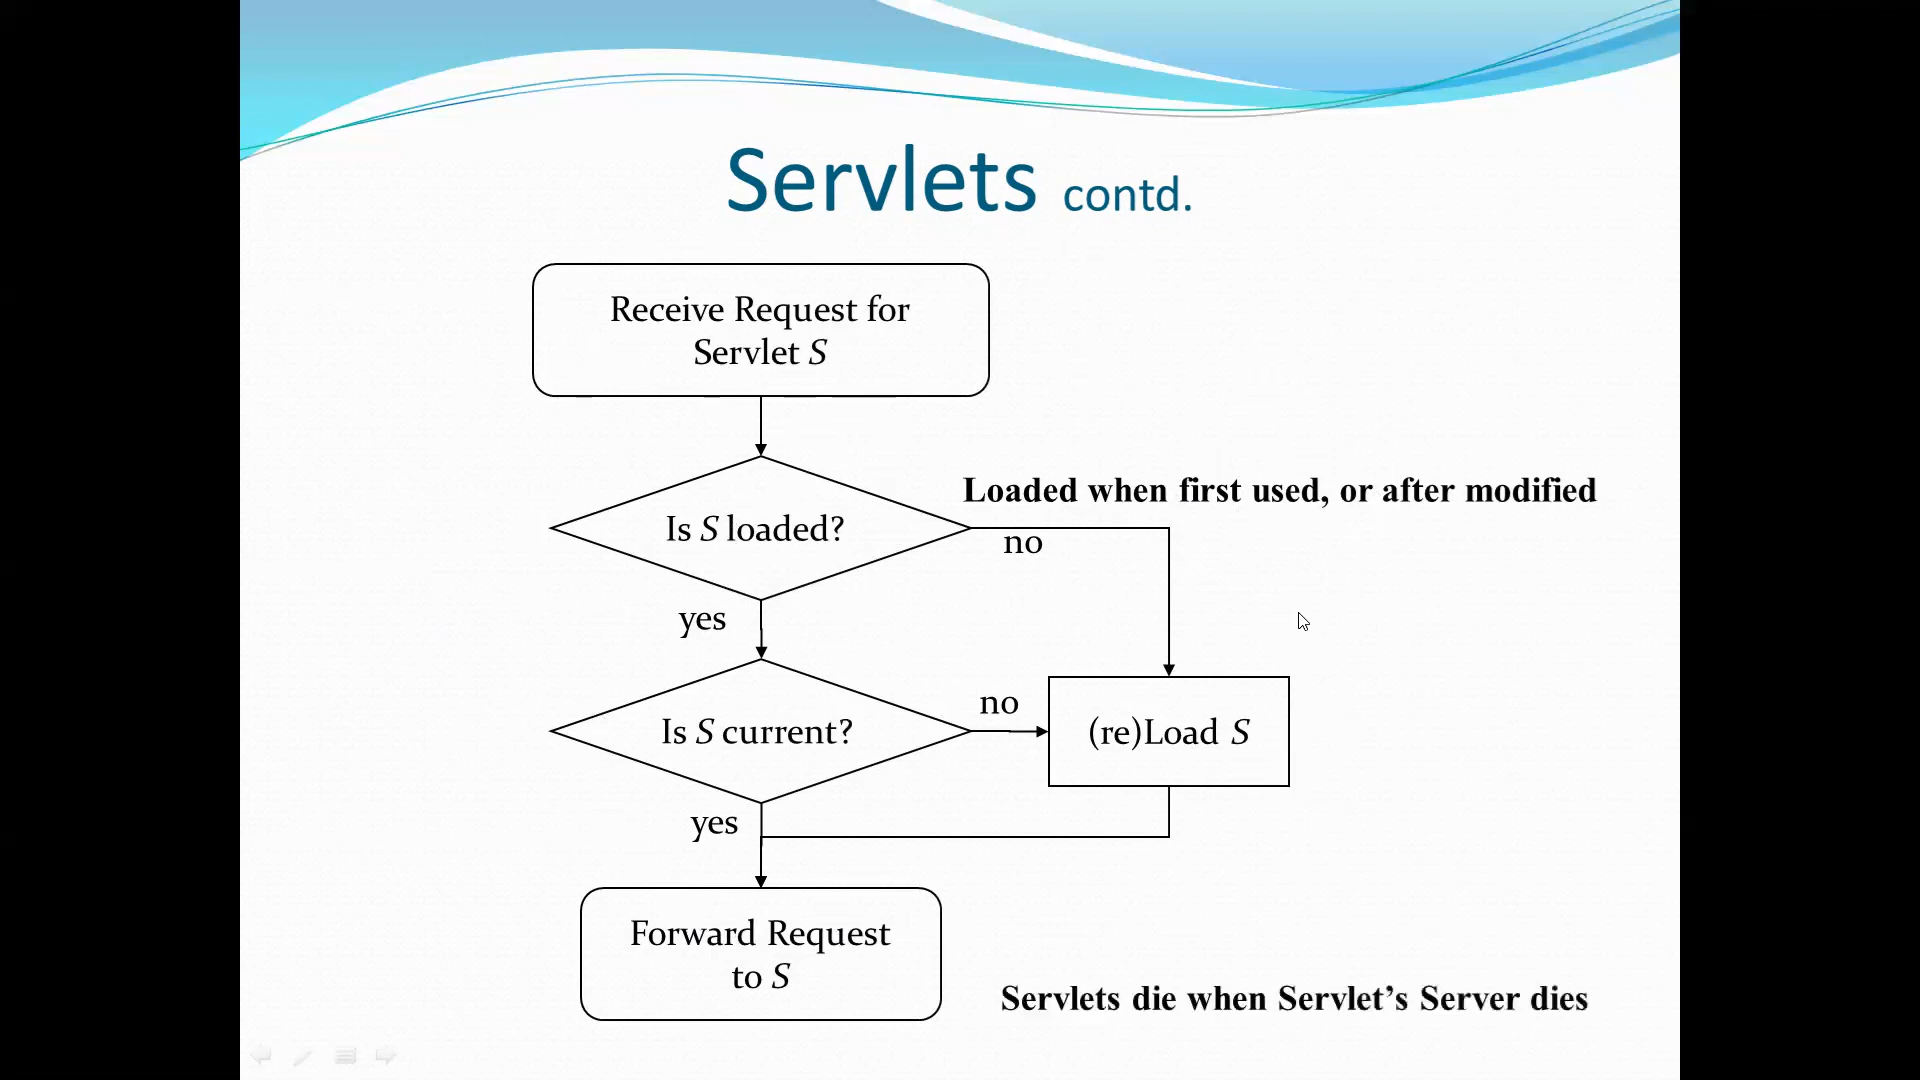 Servlets contd.
Receive Request for
Servlet S
Loaded when first used, or after modified
Is S loaded?
no
yes
no
Is S current?
(re)Load S
yes
Forward Request
to S
Servlets die when Servlet’s Server dies